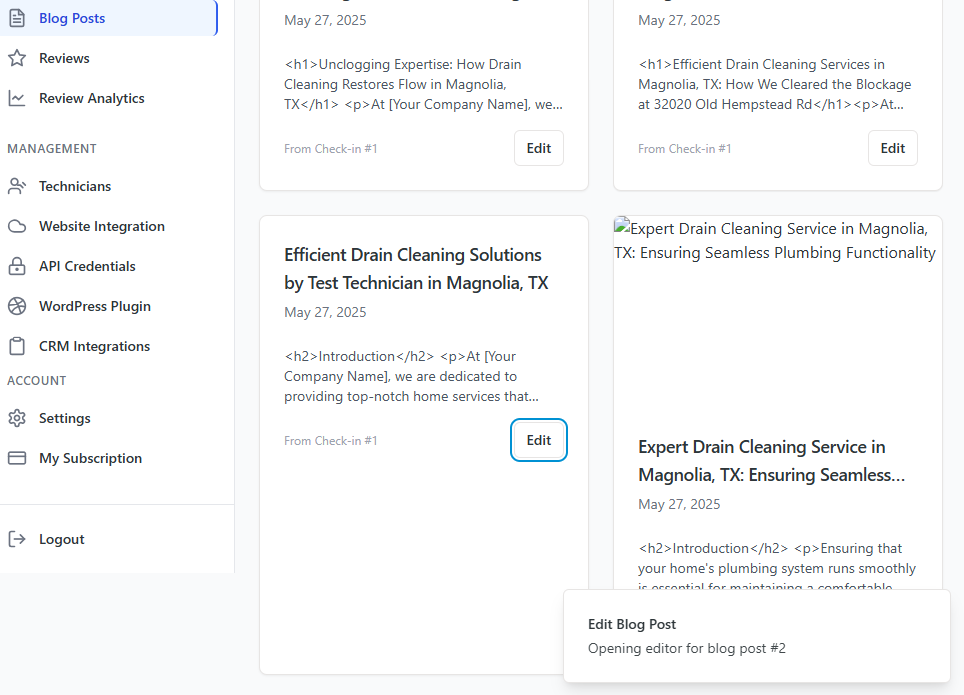 Blog Posts
Reviews
Review Analytics
MANAGEMENT
Technicians
Website Integration
API Credentials
WordPress Plugin
CRM Integrations
ACCOUNT
Settings
My Subscription
Logout
May 27, 2025
<h1>Unclogging Expertise: How Drain
Cleaning Restores Flow in Magnolia,
TX</h1> <p>At [Your Company Name], we...
From Check-in #1
Edit
May 27, 2025
<h1>Efficient Drain Cleaning Services in
Magnolia, TX: How We Cleared the Blockage
at 32020 Old Hempstead Rd</h1><p>At...
From Check-in #1
Edit
Efficient Drain Cleaning Solutions
by Test Technician in Magnolia, TX
May 27, 2025
<h2>Introduction</h2> <p>At [Your
Company Name], we are dedicated to
providing top-notch home services that...
From Check-in #1
Edit
Expert Drain Cleaning Service in Magnolia,
TX: Ensuring Seamless Plumbing Functionality
Expert Drain Cleaning Service in
Magnolia, TX: Ensuring Seamless...
May 27, 2025
<h2>Introduction</h2> <p>Ensuring that
your home's plumbing system runs smoothly
is essential for maintaining a comfortable
Edit Blog Post
Opening editor for blog post #2